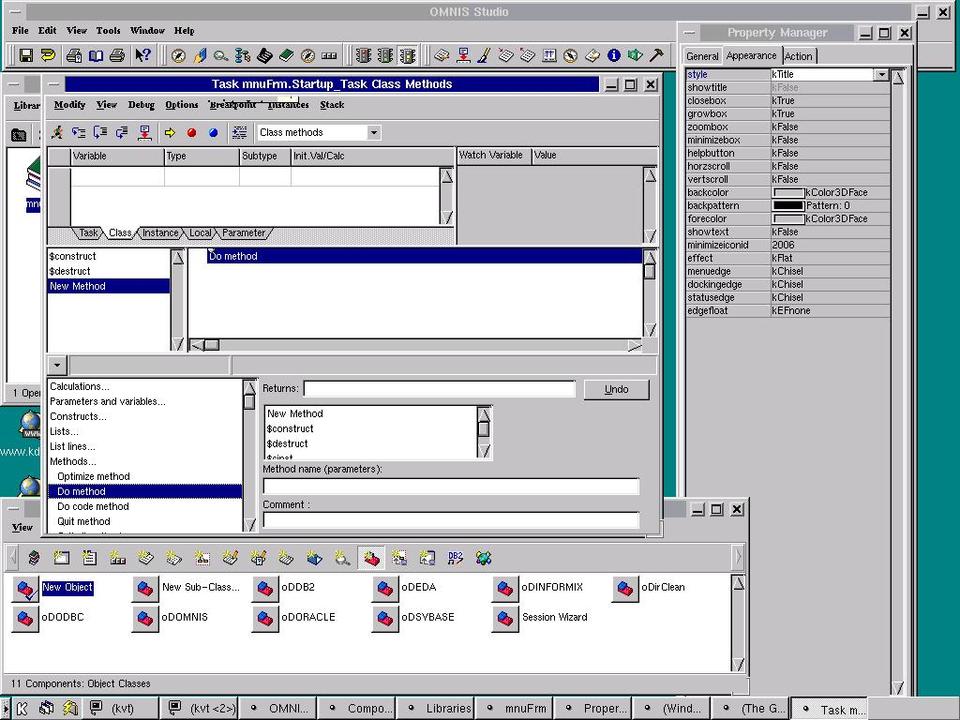 OMNIS Studio
File Edit View Tools Window Help
Property Manager
General Appearance Action
style kTitle
showtitle kFalse
closebox kTrue
growbox kTrue
zoombox kFalse
minimizebox kFalse
helpbutton kFalse
horzscroll kFalse
vertscroll kFalse
backcolor kColor3DFace
backpattern Pattern: 0
forecolor kColor3DFace
showtext kFalse
minimizeiconid 2006
effect kFlat
menuedge kChisel
dockingedge kChisel
statusedge kChisel
edgefloat kEFnone
Librar
mnu
1 Oper
www.kd
Task mnuFrm.Startup_Task Class Methods
Modify View Debug Options Breakpoint Instances Stack
Class methods
Variable Type Subtype Init.Val/Calc Watch Variable Value
Task Class Instance Local Parameter
$construct
$destruct
New Method
Do method
Calculations...
Parameters and variables...
Constructs...
Lists...
List lines...
Methods...
Optimize method
Do method
Do code method
Quit method
Returns: Undo
New Method
$construct
$destruct
Method name (parameters):
Comment :
View
DB2
New Object New Sub-Class... oDDB2 oDEDA oDINFORMIX oDirClean
oDODBC oDOMNIS oDORACLE oDSYBASE Session Wizard
11 Components: Object Classes
K (kvt) (kvt <2>) OMNI... Compo... Libraries mnuFrm Proper... (Wind... (The G... Task m...